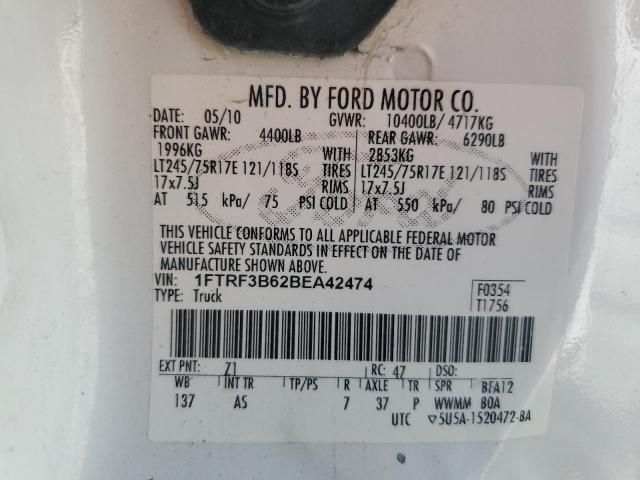 MFD. BY FORD MOTOR CO.
DATE: 05/10 GVWR: 10400LB/ 4717KG
FRONT GAWR: 4400LB REAR GAWR: 6290LB
1996KG WITH 2853KG WITH
LT245/75R17E 121/118S TIRES LT245/75R17E 121/118S TIRES
17x7.5J RIMS 17x7.5J RIMS
AT 515 kPa/ 75 PSI COLD AT 550 kPa/ 80 PSI COLD
THIS VEHICLE CONFORMS TO ALL APPLICABLE FEDERAL MOTOR
VEHICLE SAFETY STANDARDS IN EFFECT ON THE DATE OF
MANUFACTURE SHOWN ABOVE.
VIN: 1FTRF3B62BEA42474 F0354
TYPE: Truck T1756
EXT PNT: Z1 RC: 47 DSO:
WB INT TR TP/PS R AXLE TR SPR BFA12
137 AS 7 37 P WWMM BOA
UTC ▽5U5A-1520472-BA